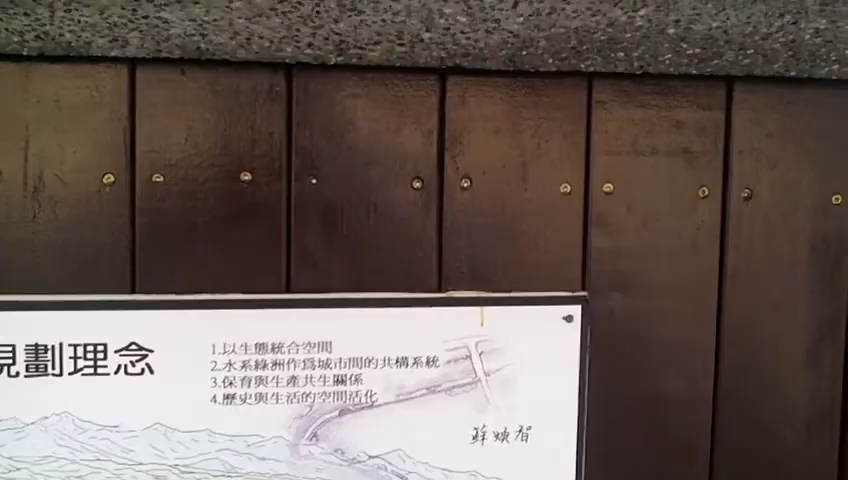 規劃理念
1.以生態統合空間
2.水系綠洲作爲城市間的共構系統
3.保育與生產共生關係
4.歷史與生活的空間活化